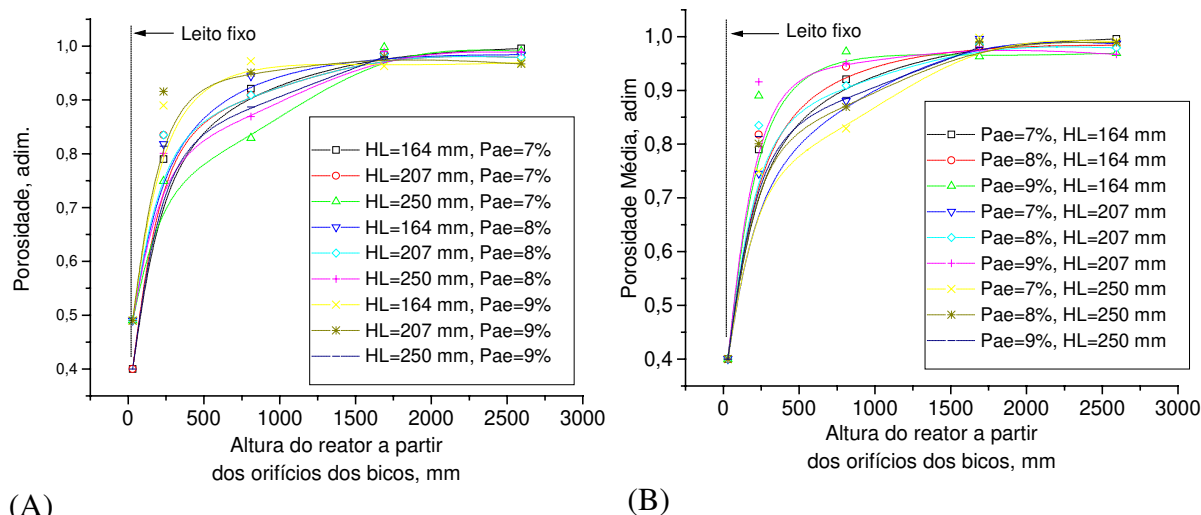 Leito fixo
1,0
0,9
0,8
0,7
0,6
0,5
0,4
Porosidade, adim.
HL=164 mm, Pae=7%
HL=207 mm, Pae=7%
HL=250 mm, Pae=7%
HL=164 mm, Pae=8%
HL=207 mm, Pae=8%
HL=250 mm, Pae=8%
HL=164 mm, Pae=9%
HL=207 mm, Pae=9%
HL=250 mm, Pae=9%
0 500 1000 1500 2000 2500 3000
Altura do reator a partir
dos orifícios dos bicos, mm
(A)
Leito fixo
1,0
0,9
0,8
0,7
0,6
0,5
0,4
Porosidade Média, adim
Pae=7%, HL=164 mm
Pae=8%, HL=164 mm
Pae=9%, HL=164 mm
Pae=7%, HL=207 mm
Pae=8%, HL=207 mm
Pae=9%, HL=207 mm
Pae=7%, HL=250 mm
Pae=8%, HL=250 mm
Pae=9%, HL=250 mm
0 500 1000 1500 2000 2500 3000
Altura do reator a partir
dos orifícios dos bicos, mm
(B)